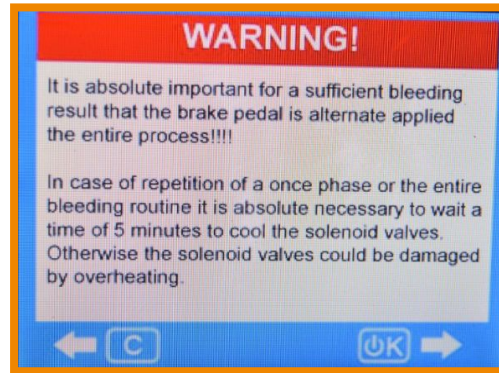 WARNING!
It is absolute important for a sufficient bleeding
result that the brake pedal is alternate applied
the entire process!!!!
In case of repetition of a once phase or the entire
bleeding routine it is absolute necessary to wait a
time of 5 minutes to cool the solenoid valves.
Otherwise the solenoid valves could be damaged
by overheating.
C OK